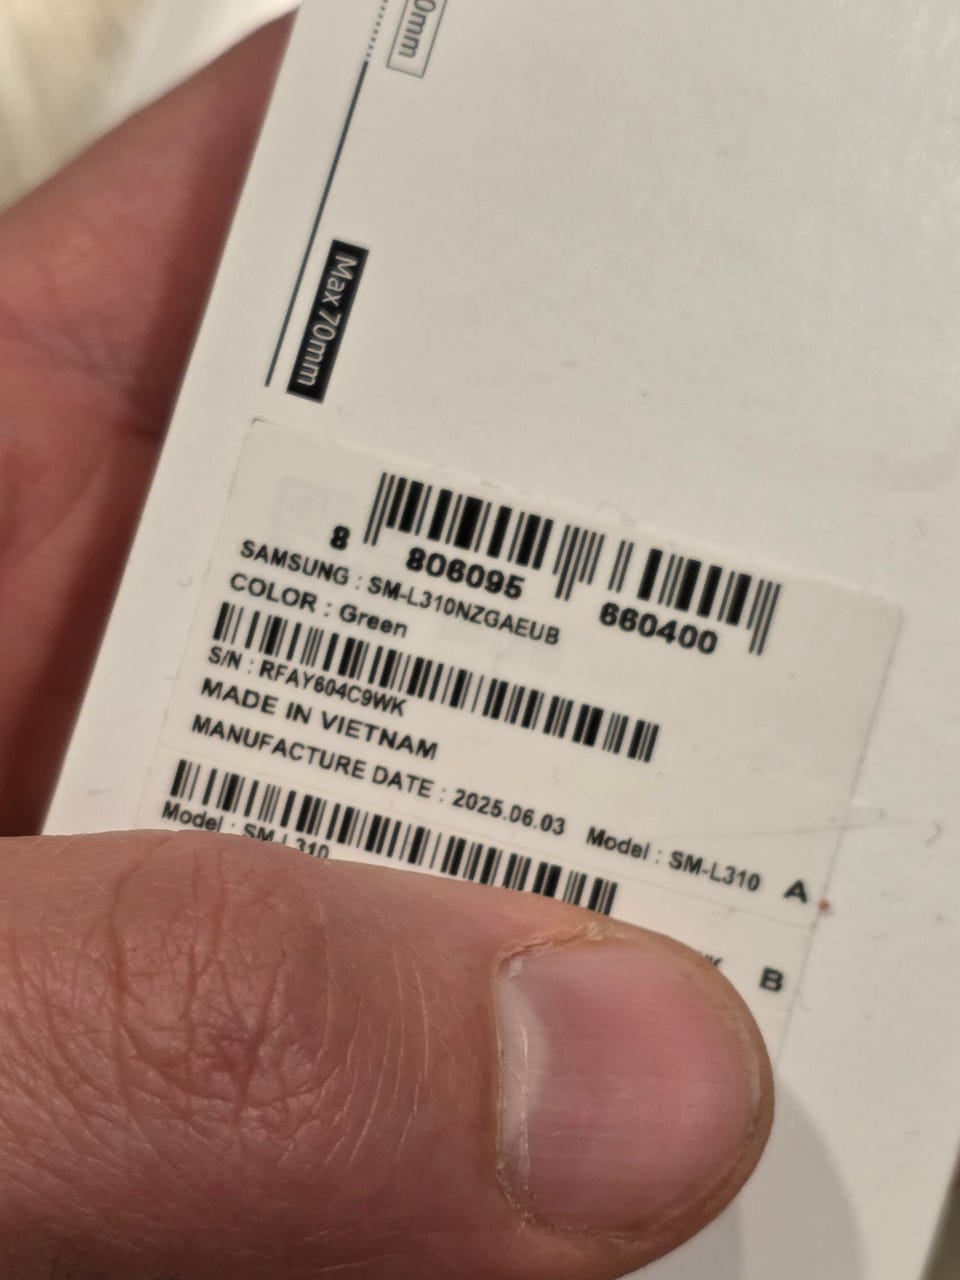 0mm
Max 70mm
8 806095 660400
SAMSUNG : SM-L310NZGAEUB
COLOR : Green
S/N : RFAY604C9WK
MADE IN VIETNAM
MANUFACTURE DATE : 2025.06.03
Model : SM-L310 A
Model : SM-L310
B